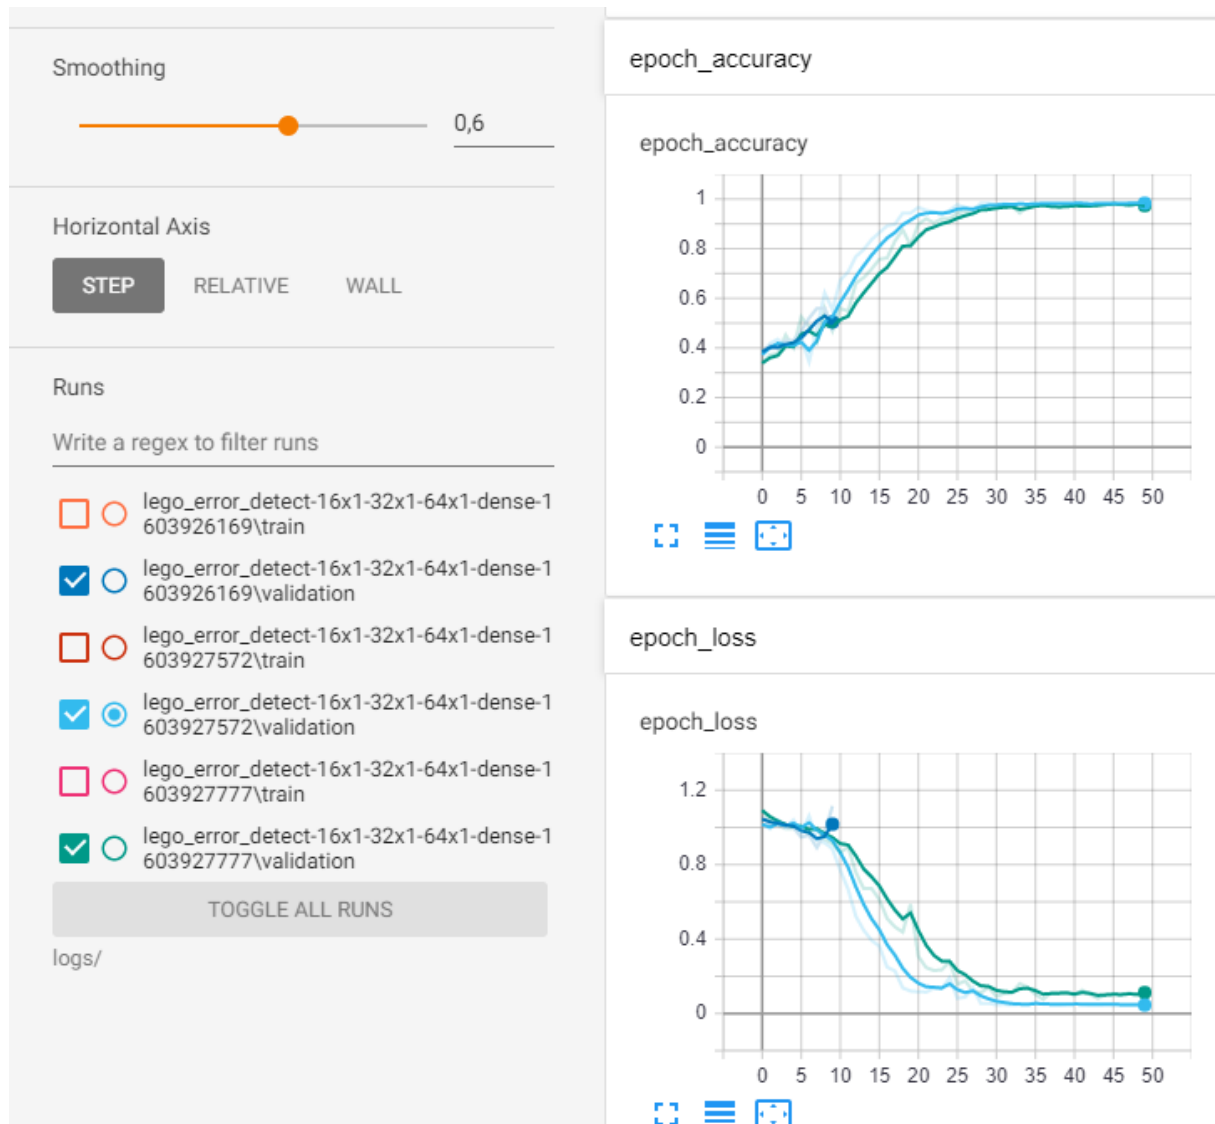 Smoothing
0,6
Horizontal Axis
STEP RELATIVE WALL
Runs
Write a regex to filter runs
lego_error_detect-16x1-32x1-64x1-dense-1
603926169\train
lego_error_detect-16x1-32x1-64x1-dense-1
603926169\validation
lego_error_detect-16x1-32x1-64x1-dense-1
603927572\train
lego_error_detect-16x1-32x1-64x1-dense-1
603927572\validation
lego_error_detect-16x1-32x1-64x1-dense-1
603927777\train
lego_error_detect-16x1-32x1-64x1-dense-1
603927777\validation
TOGGLE ALL RUNS
logs/
epoch_accuracy
epoch_accuracy
1
0.8
0.6
0.4
0.2
0
0 5 10 15 20 25 30 35 40 45 50
epoch_loss
epoch_loss
1.2
0.8
0.4
0
0 5 10 15 20 25 30 35 40 45 50